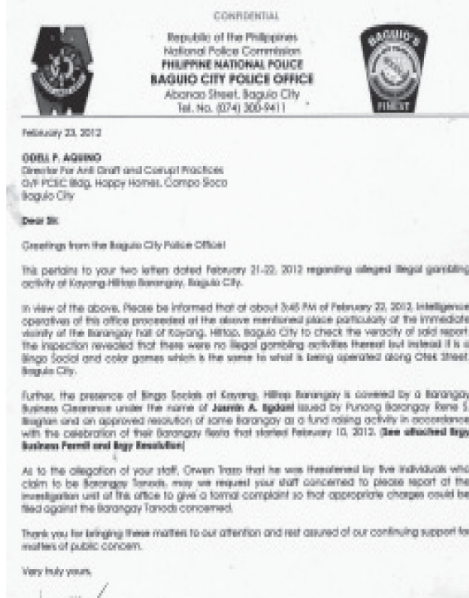 CONFIDENTIAL
Republic of the Philippines
National Police Commission
PHILIPPINE NATIONAL POLICE
BAGUIO CITY POLICE OFFICE
Abanao Street, Baguio City
Tel. No. (074) 300-9411
BAGUIO'S
FINEST
February 23, 2012
ODELL P. AQUINO
Director For Anti Graft and Corrupt Practices
G/F PCEC Bldg, Happy Homes, Campo Sioco
Baguio City
Dear Sir:
Greetings from the Baguio City Police Office!
This pertains to your two letters dated February 21-22, 2012 regarding alleged illegal gambling
activity at Kayang-Hilltop Barangay, Baguio City.
In view of the above, Please be informed that at about 3:45 PM of February 22, 2012, Intelligence
operatives of this office proceeded at the above mentioned place particularly at the immediate
vicinity of the Barangay hall of Kayang, Hilltop, Baguio City to check the veracity of said report.
The inspection revealed that there were no illegal gambling activities thereat but instead it is a
Bingo Social and color games which is the same to what is being operated along Otek Street,
Baguio City.
Further, the presence of Bingo Socials at Kayang, Hilltop Barangay is covered by a Barangay
Business Clearance under the name of Jasmin A. issued by Punong Barangay Rene S.
and an approved resolution of same Barangay as a fund raising activity in accordance
with the celebration of their Barangay fiesta that started February 10, 2012. (See attached Brgy
Business Permit and Brgy Resolution)
As to the allegation of your staff, Orwen Trazo that he was threatened by five individuals who
claim to be Barangay Tanods, may we request your staff concerned to please report at the
investigation unit of this office to give a formal complaint so that appropriate charges could be
filed against the Barangay Tanods concerned.
Thank you for bringing these matters to our attention and rest assured of our continuing support for
matters of public concern.
Very truly yours,